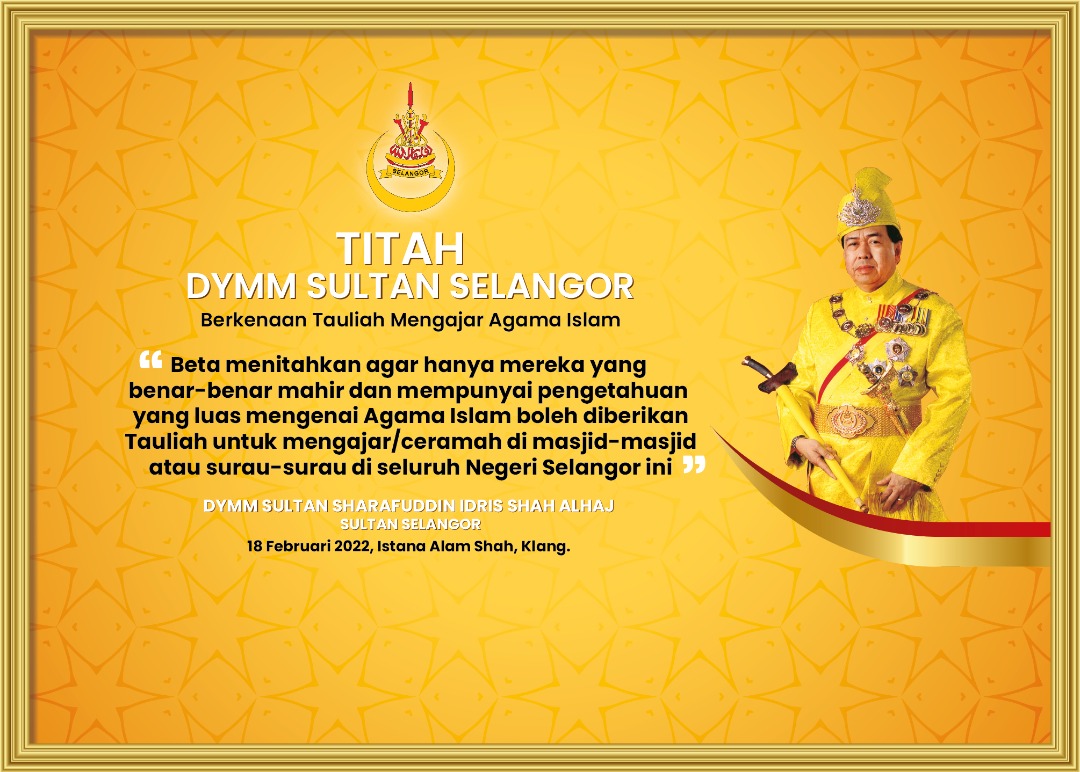 SELANGOR
TITAH
DYMM SULTAN SELANGOR
Berkenaan Tauliah Mengajar Agama Islam
“ Beta menitahkan agar hanya mereka yang
benar-benar mahir dan mempunyai pengetahuan
yang luas mengenai Agama Islam boleh diberikan
Tauliah untuk mengajar/ceramah di masjid-masjid
atau surau-surau di seluruh Negeri Selangor ini ”
DYMM SULTAN SHARAFUDDIN IDRIS SHAH ALHAJ
SULTAN SELANGOR
18 Februari 2022, Istana Alam Shah, Klang.